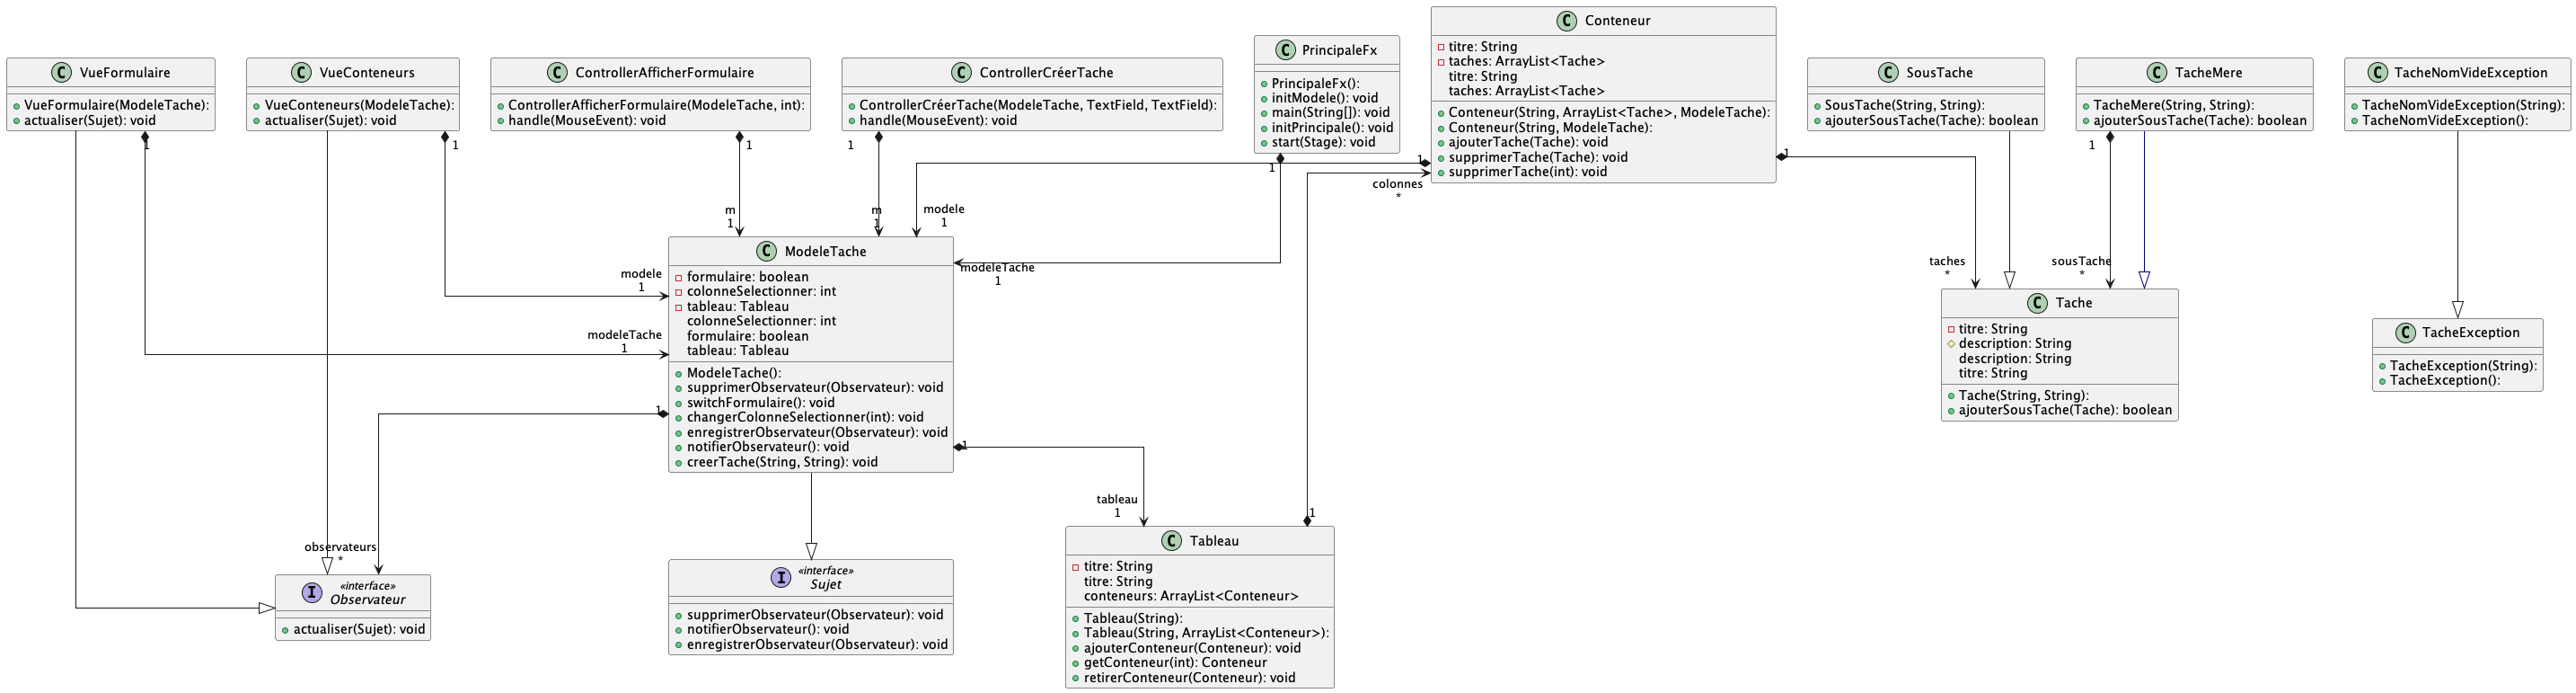 C VueFormulaire
VueFormulaire(ModeleTache):
actualiser(Sujet): void
1
C VueConteneurs
VueConteneurs(ModeleTache):
actualiser(Sujet): void
1
C ControllerAfficherFormulaire
ControllerAfficherFormulaire(ModeleTache, int):
handle(MouseEvent): void
1
m
1
C ControllerCréerTache
ControllerCréerTache(ModeleTache, TextField, TextField):
handle(MouseEvent): void
1
m
1
C PrincipaleFx
PrincipaleFx():
initModele(): void
main(String[]): void
initPrincipale(): void
start(Stage): void
1
C Conteneur
titre: String
taches: ArrayList<Tache>
titre: String
taches: ArrayList<Tache>
Conteneur(String, ArrayList<Tache>, ModeleTache):
Conteneur(String, ModeleTache):
ajouterTache(Tache): void
supprimerTache(Tache): void
supprimerTache(int): void
1
1
colonnes
*
modele
1
C SousTache
SousTache(String, String):
ajouterSousTache(Tache): boolean
C TacheMere
TacheMere(String, String):
ajouterSousTache(Tache): boolean
1
C TacheNomVideException
TacheNomVideException(String):
TacheNomVideException():
modele
1
modeleTache
1
modeleTache
1
C ModeleTache
formulaire: boolean
colonneSelectionner: int
tableau: Tableau
colonneSelectionner: int
formulaire: boolean
tableau: Tableau
ModeleTache():
supprimerObservateur(Observateur): void
switchFormulaire(): void
changerColonneSelectionner(int): void
enregistrerObservateur(Observateur): void
notifierObservateur(): void
creerTache(String, String): void
1
1
taches
*
sousTache
*
C Tache
titre: String
description: String
description: String
titre: String
Tache(String, String):
ajouterSousTache(Tache): boolean
C TacheException
TacheException(String):
TacheException():
observateurs
*
I «interface»
Observateur
actualiser(Sujet): void
I «interface»
Sujet
supprimerObservateur(Observateur): void
notifierObservateur(): void
enregistrerObservateur(Observateur): void
tableau
1
1
C Tableau
titre: String
titre: String
conteneurs: ArrayList<Conteneur>
Tableau(String):
Tableau(String, ArrayList<Conteneur>):
ajouterConteneur(Conteneur): void
getConteneur(int): Conteneur
retirerConteneur(Conteneur): void